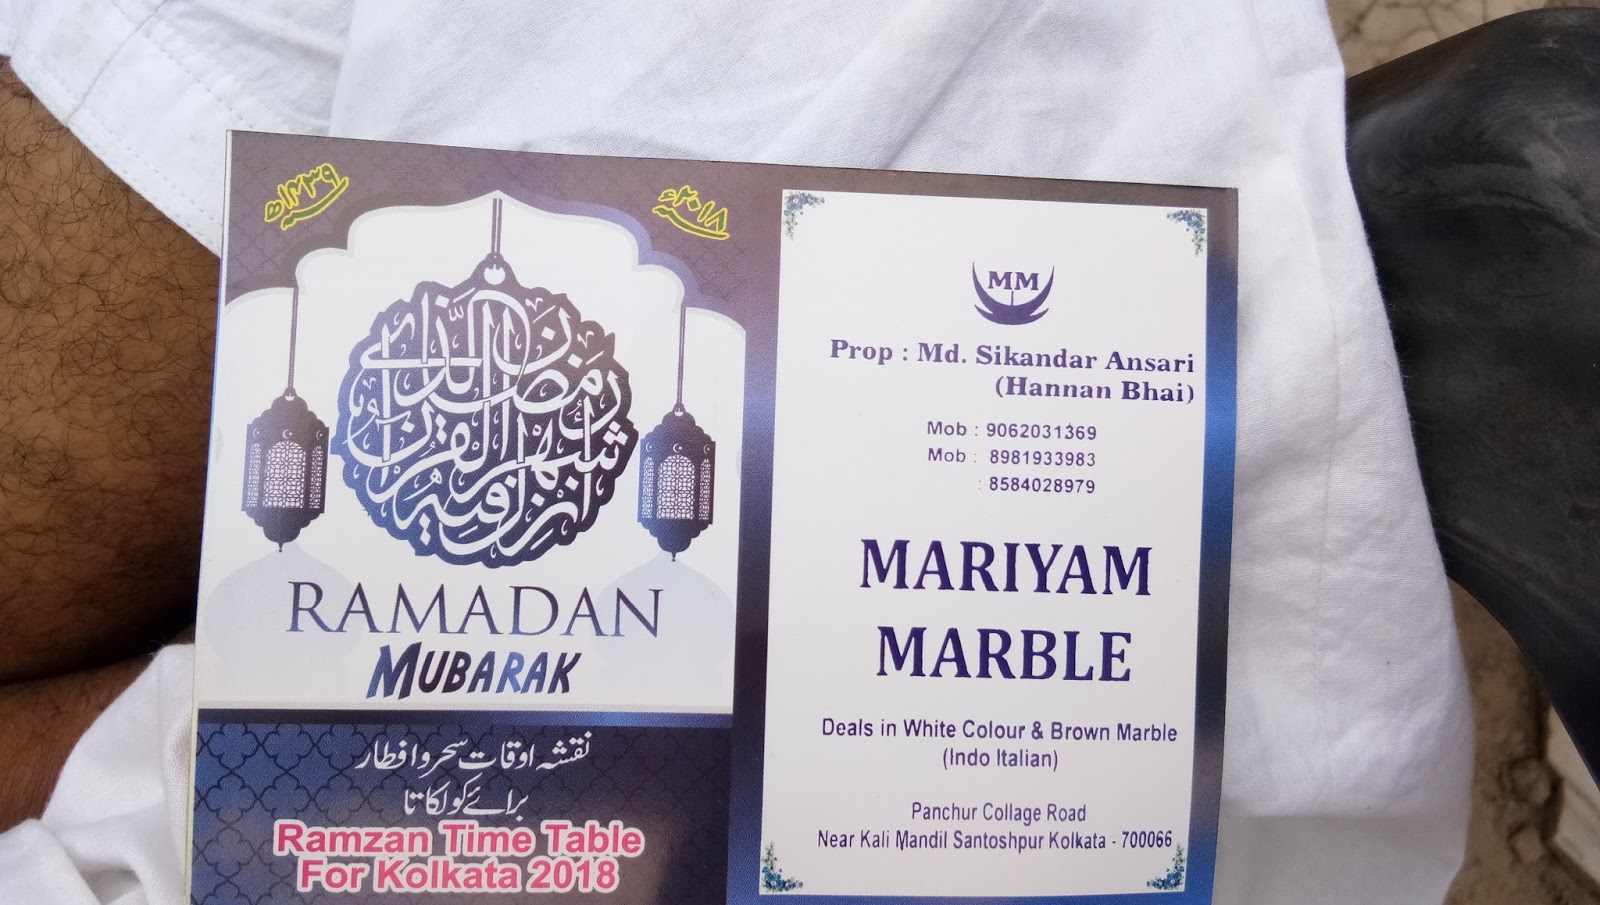 ۱۴۳۹ھ
۲۰۱۸ء
شهر رمضان الذي أنزل فيه القرآن
RAMADAN
MUBARAK
نقشہ اوقات سحر و افطار
برائے کولکاتا
Ramzan Time Table
For Kolkata 2018
MM
Prop : Md. Sikandar Ansari
(Hannan Bhai)
Mob : 9062031369
Mob : 8981933983
: 8584028979
MARIYAM
MARBLE
Deals in White Colour & Brown Marble
(Indo Italian)
Panchur Collage Road
Near Kali Mandil Santoshpur Kolkata - 700066